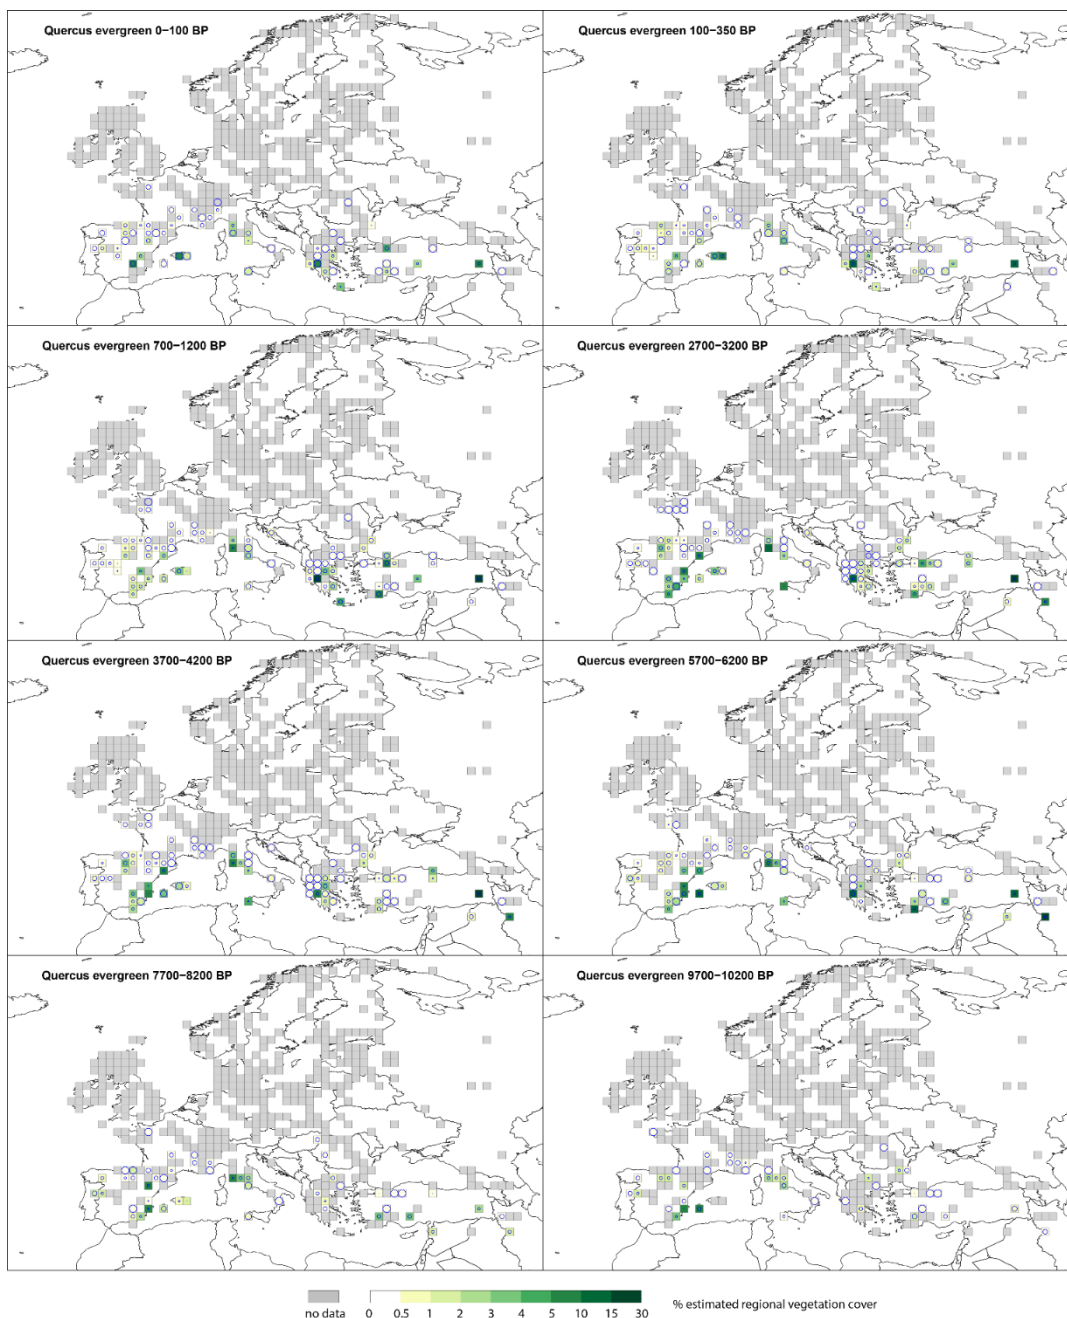 Quercus evergreen 0–100 BP
Quercus evergreen 100–350 BP
Quercus evergreen 700–1200 BP
Quercus evergreen 2700–3200 BP
Quercus evergreen 3700–4200 BP
Quercus evergreen 5700–6200 BP
Quercus evergreen 7700–8200 BP
Quercus evergreen 9700–10200 BP
no data
0 0.5 1 2 3 4 5 10 15 30
% estimated regional vegetation cover